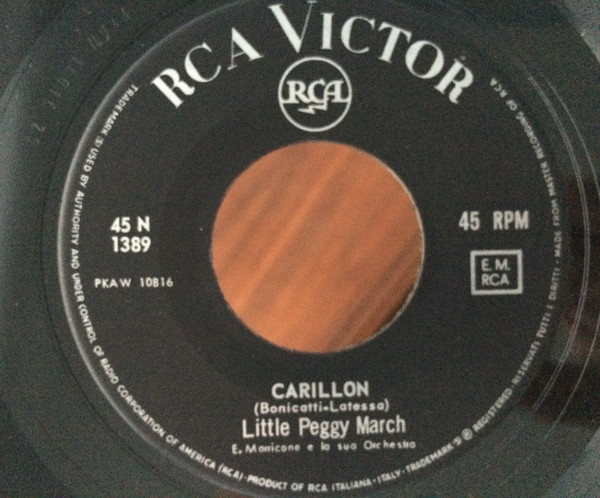 RCA VICTOR
RCA
45 N
1389
45 RPM
PKAW 10816
E.M.
RCA
CARILLON
(Bonicatti-Latessa)
Little Peggy March
E. Morricone e la sua Orchestra
TRADEMARK (S) USED BY AUTHORITY AND UNDER CONTROL OF RADIO CORPORATION OF AMERICA (RCA) - PRODUCT OF RCA ITALIANA - ITALY - TRADEMARK ® REGISTERED - RISERVATI TUTTI I DIRITTI - MADE FROM MASTER RECORDING OF RCA